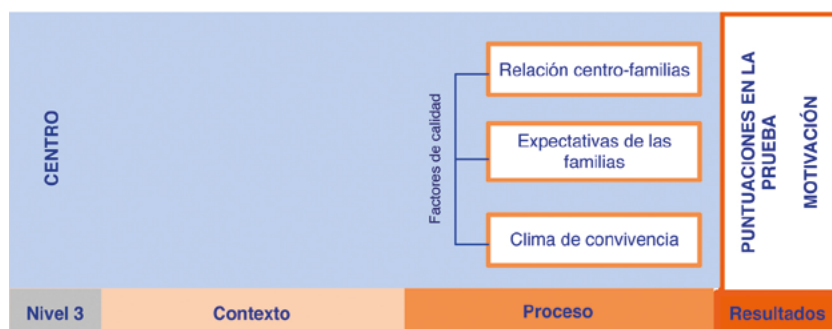 CENTRO
Factores de calidad
Relación centro-familias
Expectativas de las
familias
Clima de convivencia
PUNTUACIONES EN LA
PRUEBA
MOTIVACIÓN
Nivel 3
Contexto
Proceso
Resultados